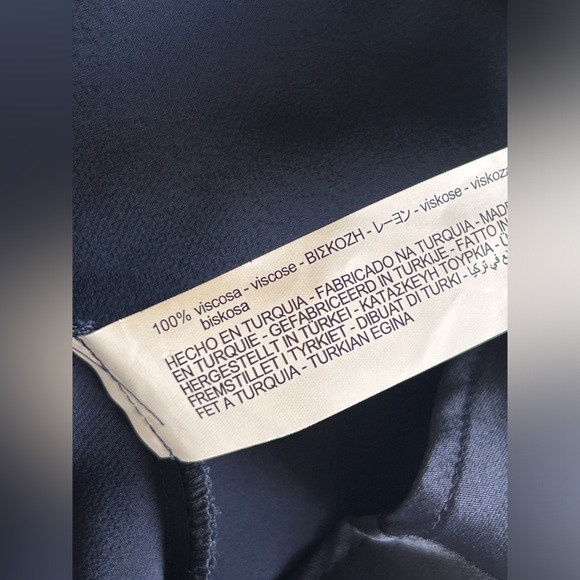 100% viscosa - viscose - ΒΙΣΚΟΖΗ - レーヨン - viskose - viskoza
biskosa
HECHO EN TURQUIA - FABRICADO NA TURQUIA - MADE
EN TURQUIE - GEFABRICEERD IN TURKIJE - FATTO IN
HERGESTELLT IN TÜRKEI - ΚΑΤΑΣΚΕΥΗ ΤΟΥΡΚΙΑ -
FREMSTILLET I TYRKIET - DIBUAT DI TURKI -
FET A TURQUIA - TURKIAN EGINA